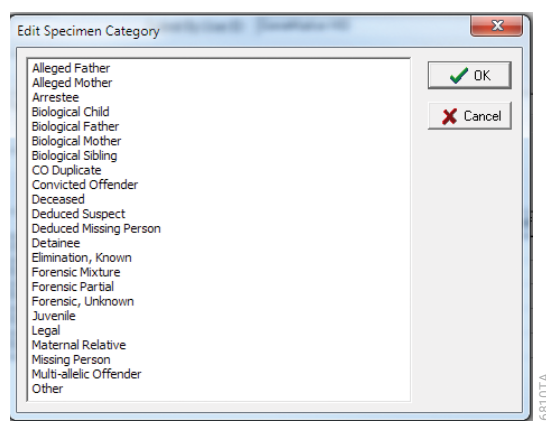 Edit Specimen Category
Alleged Father
Alleged Mother
Arrestee
Biological Child
Biological Father
Biological Mother
Biological Sibling
CO Duplicate
Convicted Offender
Deceased
Deduced Suspect
Deduced Missing Person
Detainee
Elimination, Known
Forensic Mixture
Forensic Partial
Forensic, Unknown
Juvenile
Legal
Maternal Relative
Missing Person
Multi-allelic Offender
Other
OK
Cancel
6810TA